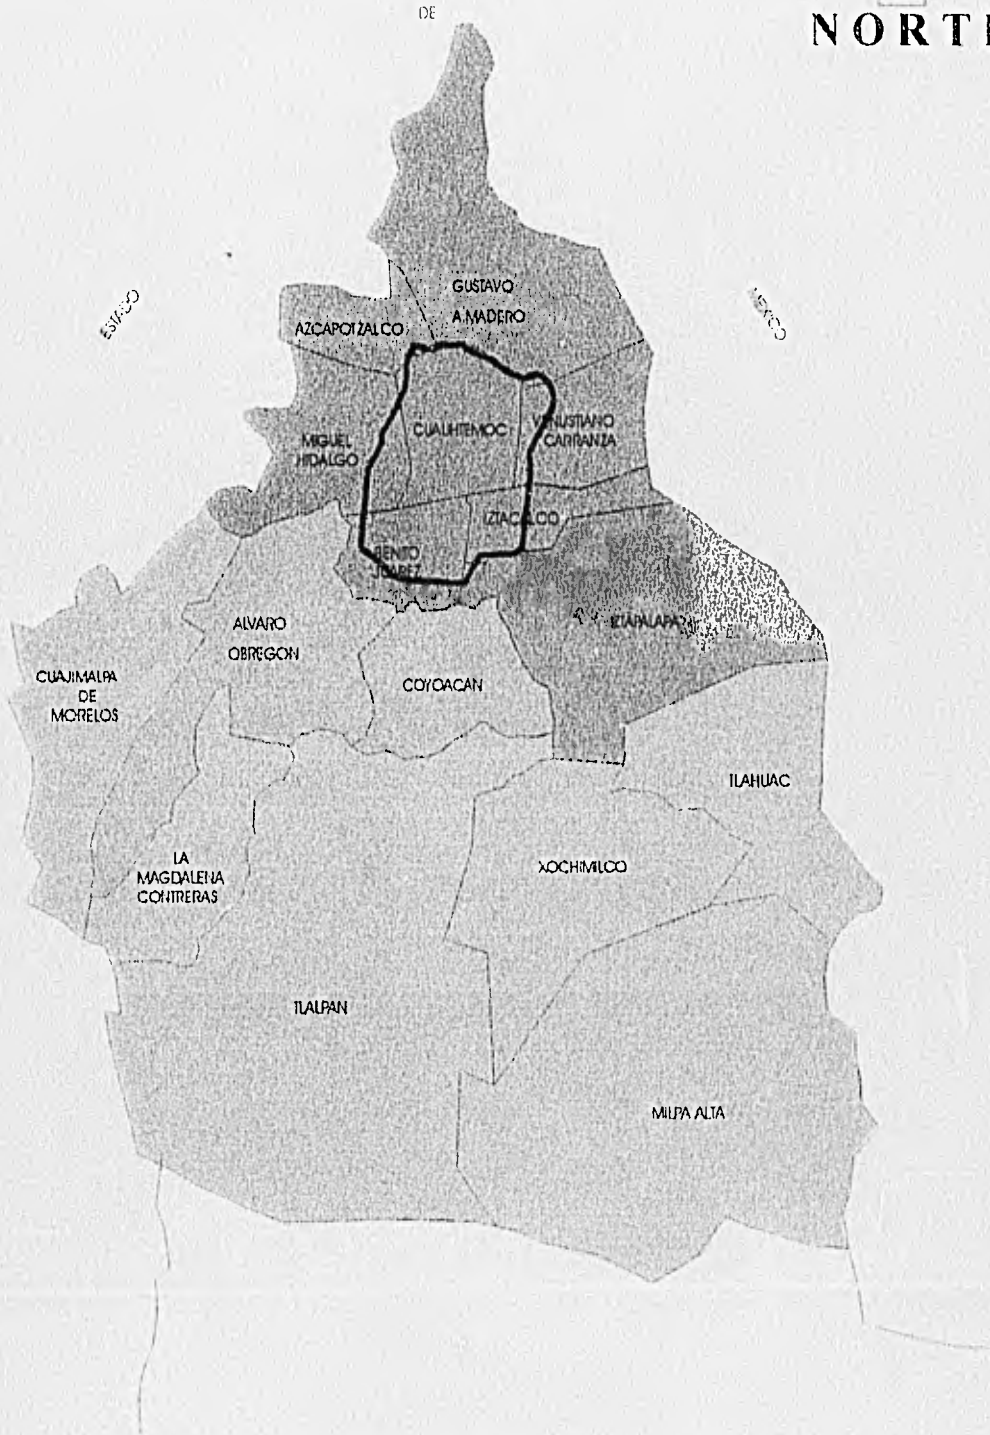 DE
NORTE
ESTADO
MEXICO
GUSTAVO
A.MADERO
AZCAPOTZALCO
CUAUHTEMOC
VENUSTIANO
CARRANZA
MIGUEL
HIDALGO
IZTACALCO
BENITO
JUAREZ
IZTAPALAPA
ALVARO
OBREGON
COYOACAN
CUAJIMALPA
DE
MORELOS
TLAHUAC
LA
MAGDALENA
CONTRERAS
XOCHIMILCO
TLALPAN
MILPA ALTA